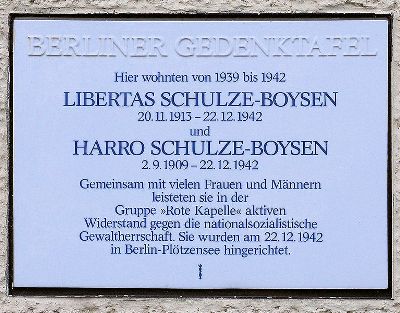 BERLINER GEDENKTAFEL
Hier wohnten von 1939 bis 1942
LIBERTAS SCHULZE-BOYSEN
20.11.1913 – 22.12.1942
und
HARRO SCHULZE-BOYSEN
2.9.1909 – 22.12.1942
Gemeinsam mit vielen Frauen und Männern
leisteten sie in der
Gruppe »Rote Kapelle« aktiven
Widerstand gegen die nationalsozialistische
Gewaltherrschaft. Sie wurden am 22.12.1942
in Berlin-Plötzensee hingerichtet.